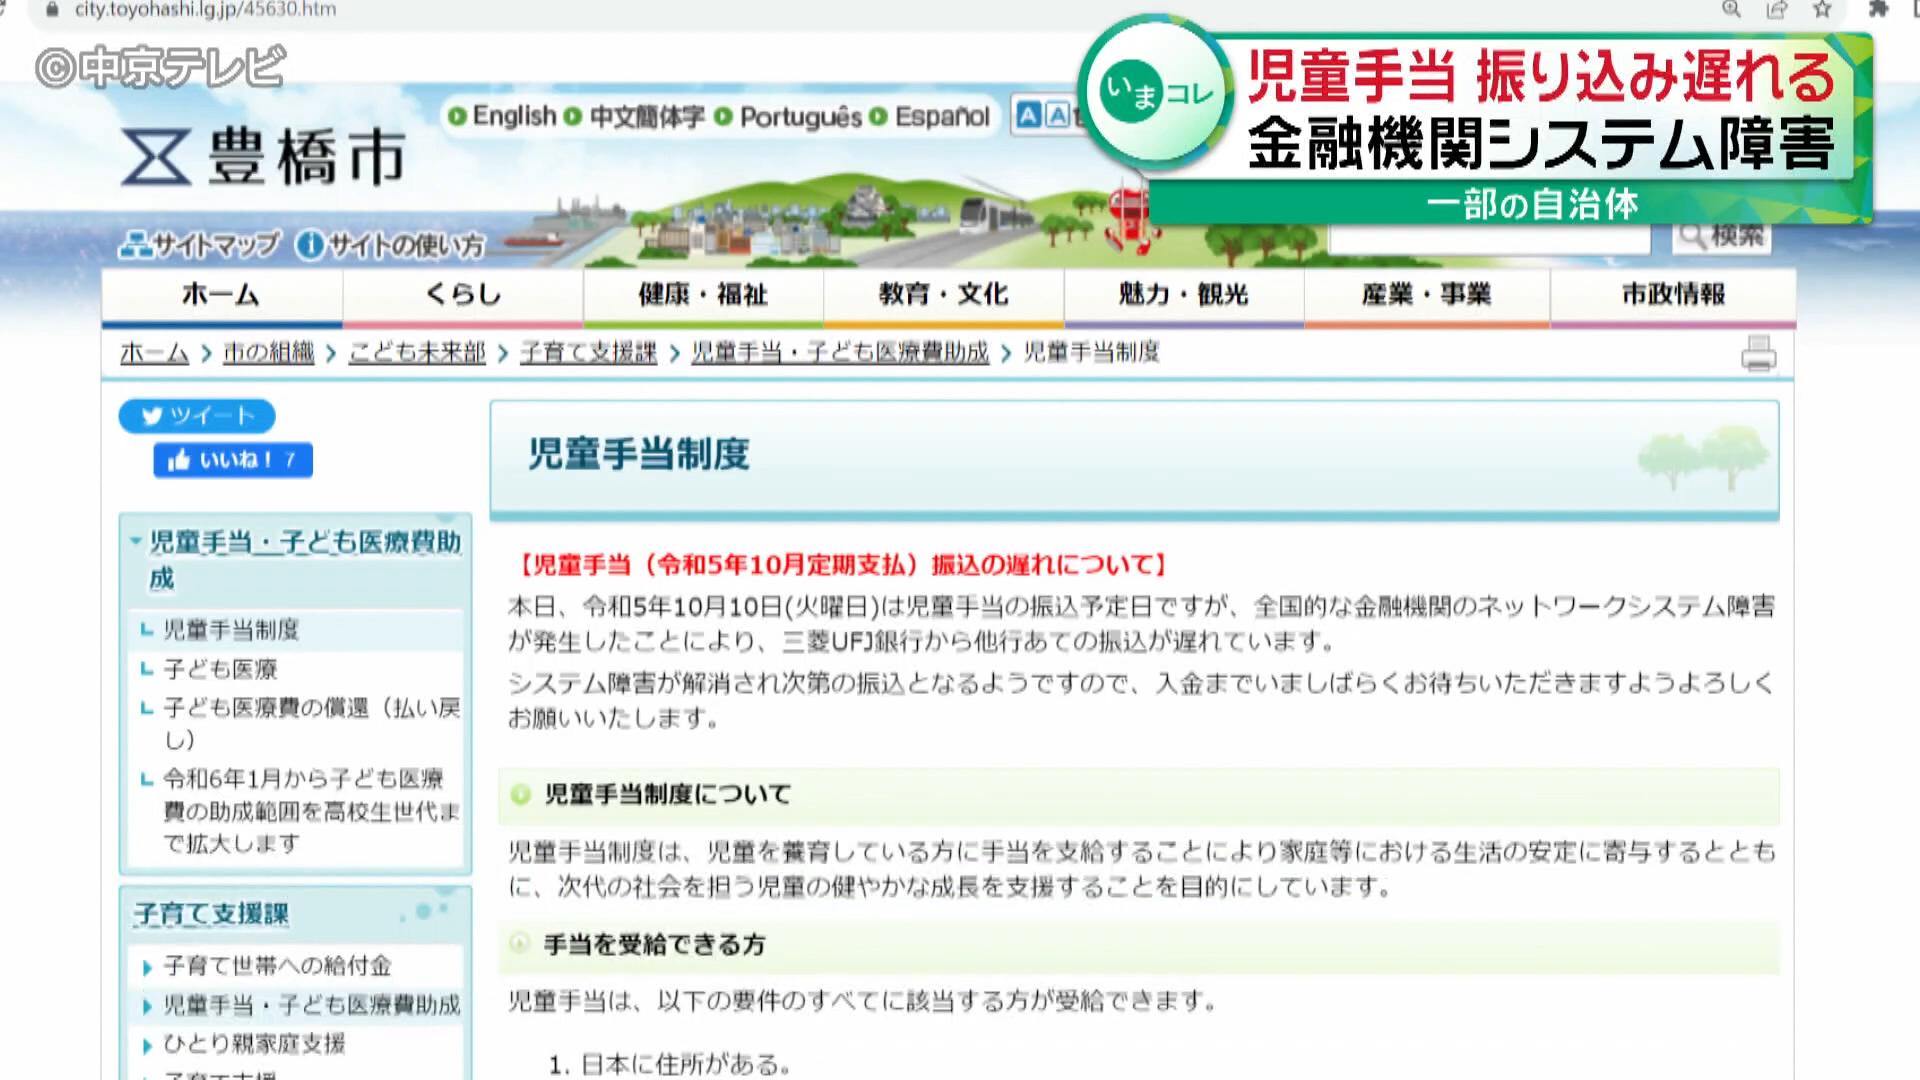 city.toyohashi.lg.jp/45630.htm
©中京テレビ
いまコレ
児童手当 振り込み遅れる
金融機関システム障害
一部の自治体
English 中文簡体字 Português Español
豊橋市
サイトマップ サイトの使い方
検索
ホーム くらし 健康・福祉 教育・文化 魅力・観光 産業・事業 市政情報
ホーム > 市の組織 > こども未来部 > 子育て支援課 > 児童手当・子ども医療費助成 > 児童手当制度
ツイート
いいね！ 7
児童手当・子ども医療費助
成
児童手当制度
子ども医療
子ども医療費の償還（払い戻
し）
令和6年1月から子ども医療
費の助成範囲を高校生世代ま
で拡大します
子育て支援課
子育て世帯への給付金
児童手当・子ども医療費助成
ひとり親家庭支援
児童手当制度
【児童手当（令和5年10月定期支払）振込の遅れについて】
本日、令和5年10月10日(火曜日)は児童手当の振込予定日ですが、全国的な金融機関のネットワークシステム障害
が発生したことにより、三菱UFJ銀行から他行あての振込が遅れています。
システム障害が解消され次第の振込となるようですので、入金までいましばらくお待ちいただきますようよろしく
お願いいたします。
児童手当制度について
児童手当制度は、児童を養育している方に手当を支給することにより家庭等における生活の安定に寄与するととも
に、次代の社会を担う児童の健やかな成長を支援することを目的にしています。
手当を受給できる方
児童手当は、以下の要件のすべてに該当する方が受給できます。
1. 日本に住所がある。